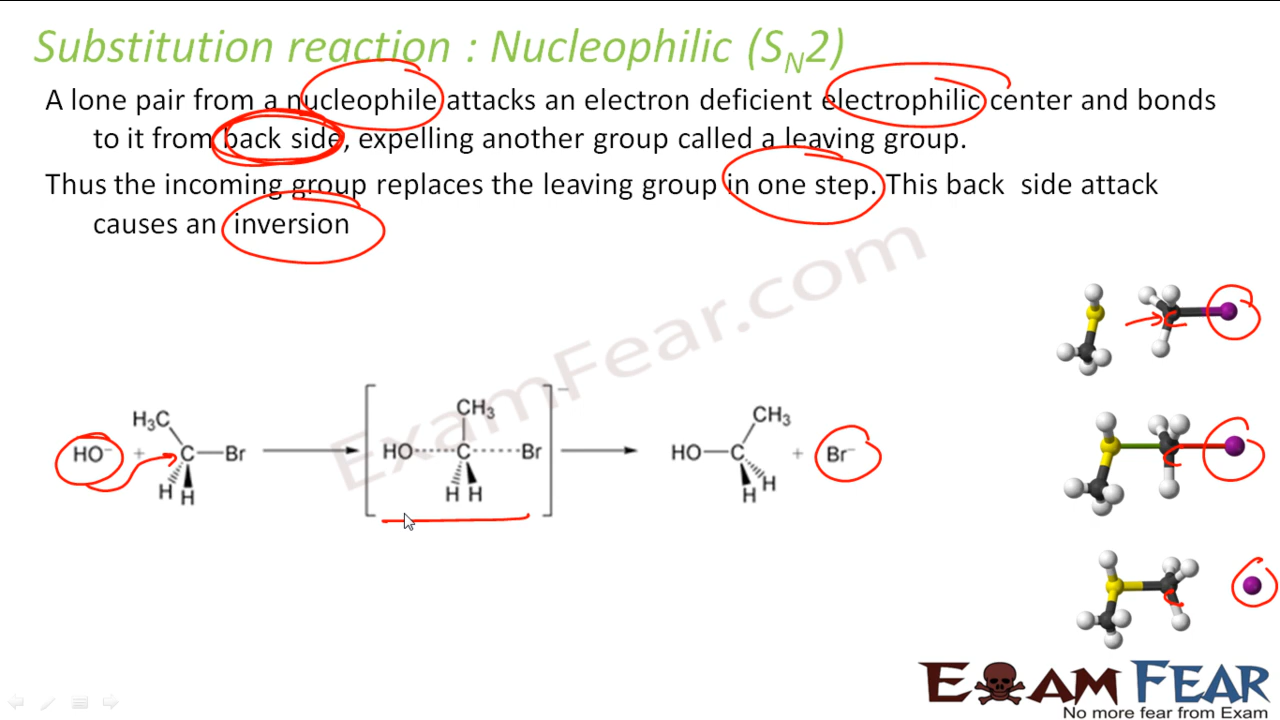 Substitution reaction : Nucleophilic (SN2)
A lone pair from a nucleophile attacks an electron deficient electrophilic center and bonds
to it from back side, expelling another group called a leaving group.
Thus the incoming group replaces the leaving group in one step. This back side attack
causes an inversion
ExamFear.com
H₃C CH₃ CH₃
HO⁻ + C—Br HO C Br ⁻ HO—C + Br⁻
H H H H H H
EXAM FEAR
No more fear from Exam